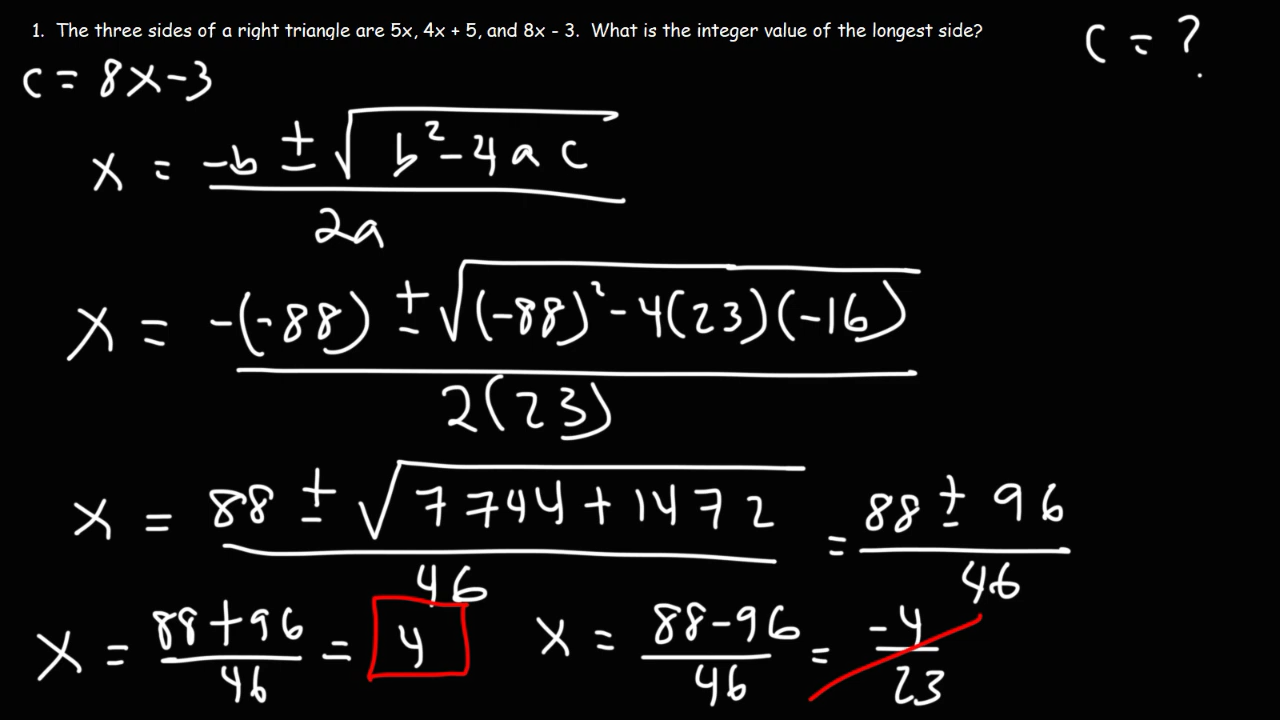 1. The three sides of a right triangle are 5x, 4x + 5, and 8x - 3. What is the integer value of the longest side?
c = ?
c = 8x-3
x = (-b ± √(b² - 4ac)) / 2a
x = (-(-88) ± √((-88)² - 4(23)(-16))) / 2(23)
x = (88 ± √(7744 + 1472)) / 46 = (88 ± 96) / 46
x = (88 + 96) / 46 = 4 x = (88 - 96) / 46 = -4 / 23